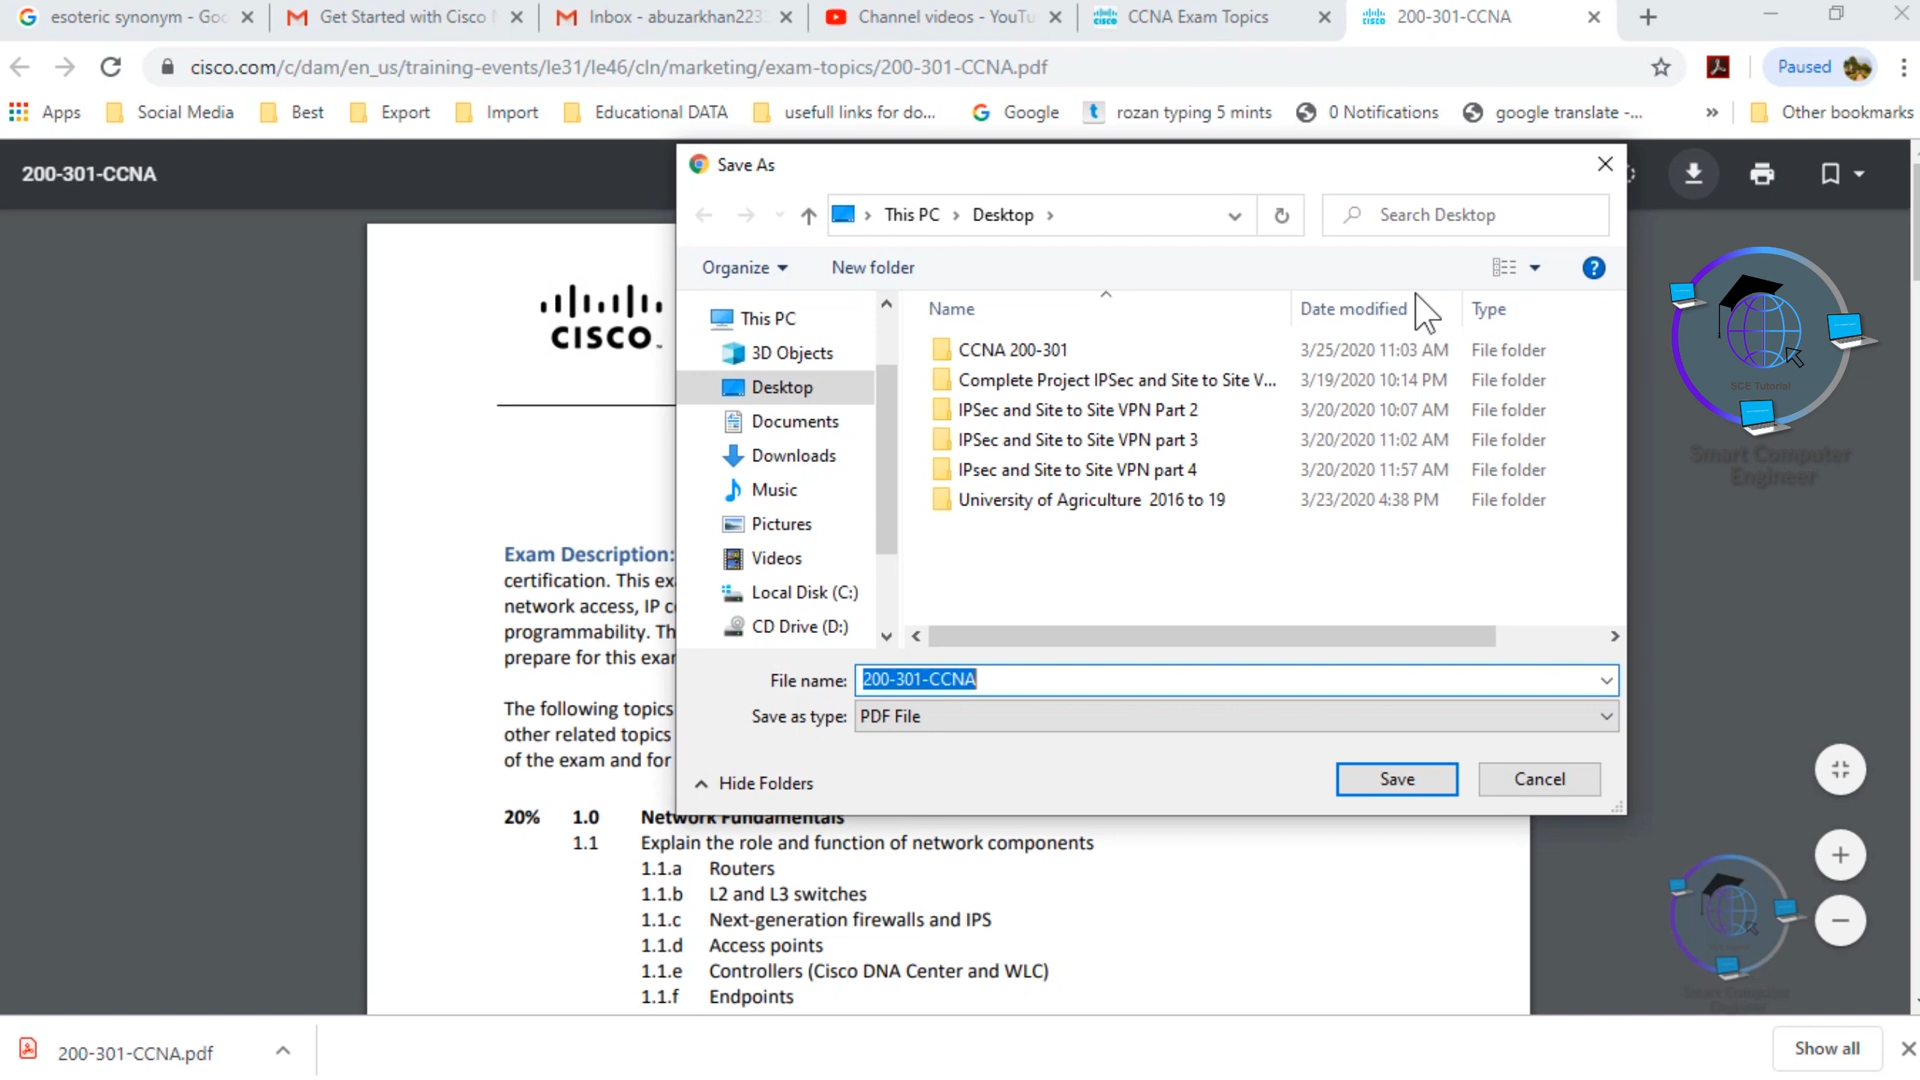 esoteric synonym - Goo
Get Started with Cisco N
Inbox - abuzarkhan223
Channel videos - YouTu
CCNA Exam Topics
200-301-CCNA
cisco.com/c/dam/en_us/training-events/le31/le46/cln/marketing/exam-topics/200-301-CCNA.pdf
Paused
Apps
Social Media
Best
Export
Import
Educational DATA
usefull links for do...
Google
t rozan typing 5 mints
0 Notifications
google translate -...
»
Other bookmarks
200-301-CCNA
Save As
This PC > Desktop >
Search Desktop
Organize
New folder
?
This PC
3D Objects
Desktop
Documents
Downloads
Music
Pictures
Videos
Local Disk (C:)
CD Drive (D:)
Name Date modified Type
CCNA 200-301 3/25/2020 11:03 AM File folder
Complete Project IPSec and Site to Site V... 3/19/2020 10:14 PM File folder
IPSec and Site to Site VPN Part 2 3/20/2020 10:07 AM File folder
IPSec and Site to Site VPN part 3 3/20/2020 11:02 AM File folder
IPsec and Site to Site VPN part 4 3/20/2020 11:57 AM File folder
University of Agriculture 2016 to 19 3/23/2020 4:38 PM File folder
File name: 200-301-CCNA
Save as type: PDF File
Hide Folders
Save
Cancel
CISCO
Exam Description:
certification. This exa
network access, IP c
programmability. Th
prepare for this exam
The following topics
other related topics
of the exam and for
20% 1.0 Network Fundamentals
1.1 Explain the role and function of network components
1.1.a Routers
1.1.b L2 and L3 switches
1.1.c Next-generation firewalls and IPS
1.1.d Access points
1.1.e Controllers (Cisco DNA Center and WLC)
1.1.f Endpoints
SCE Tutorial
Smart Computer
Engineer
200-301-CCNA.pdf
Show all